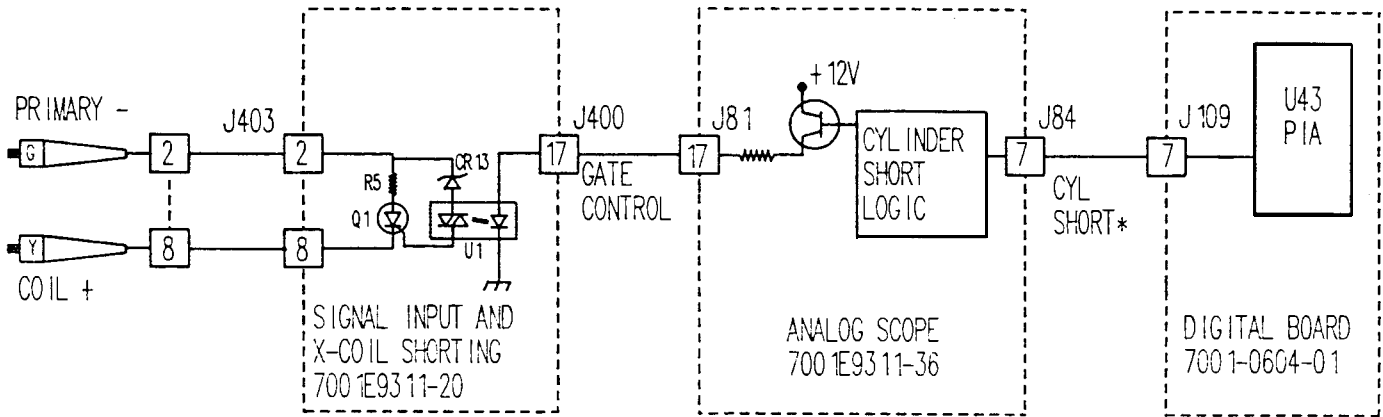 PRIMARY -
G
2
J403
2
R5
CR13
Q1
U1
Y
8
8
COIL +
SIGNAL INPUT AND
X-COIL SHORTING
7001E9311-20
J400
17
GATE
CONTROL
J81
17
+12V
CYLINDER
SHORT
LOGIC
J84
7
CYL
SHORT*
ANALOG SCOPE
7001E9311-36
J109
7
U43
PIA
DIGITAL BOARD
7001-0604-01